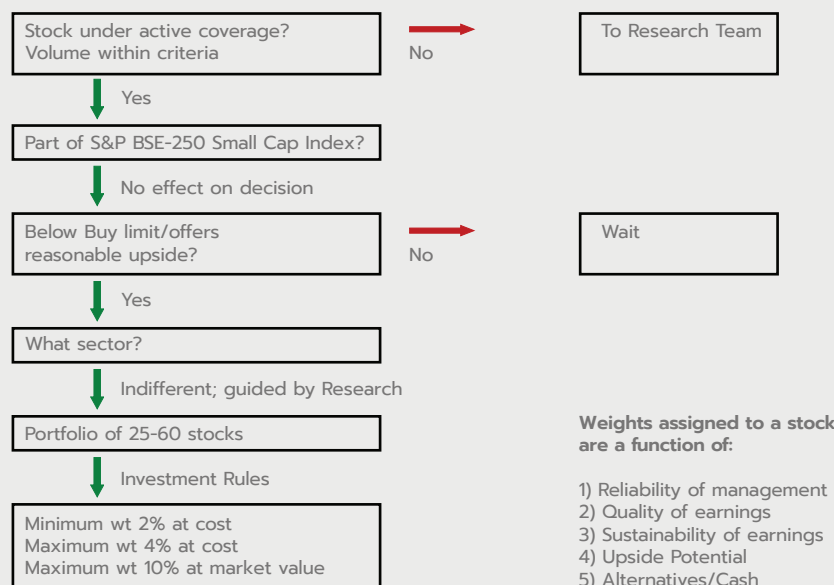 Stock under active coverage?
Volume within criteria
No
To Research Team
Yes
Part of S&P BSE-250 Small Cap Index?
No effect on decision
Below Buy limit/offers
reasonable upside?
No
Wait
Yes
What sector?
Indifferent; guided by Research
Portfolio of 25-60 stocks
Investment Rules
Minimum wt 2% at cost
Maximum wt 4% at cost
Maximum wt 10% at market value
Weights assigned to a stock
are a function of:
1) Reliability of management
2) Quality of earnings
3) Sustainability of earnings
4) Upside Potential
5) Alternatives/Cash